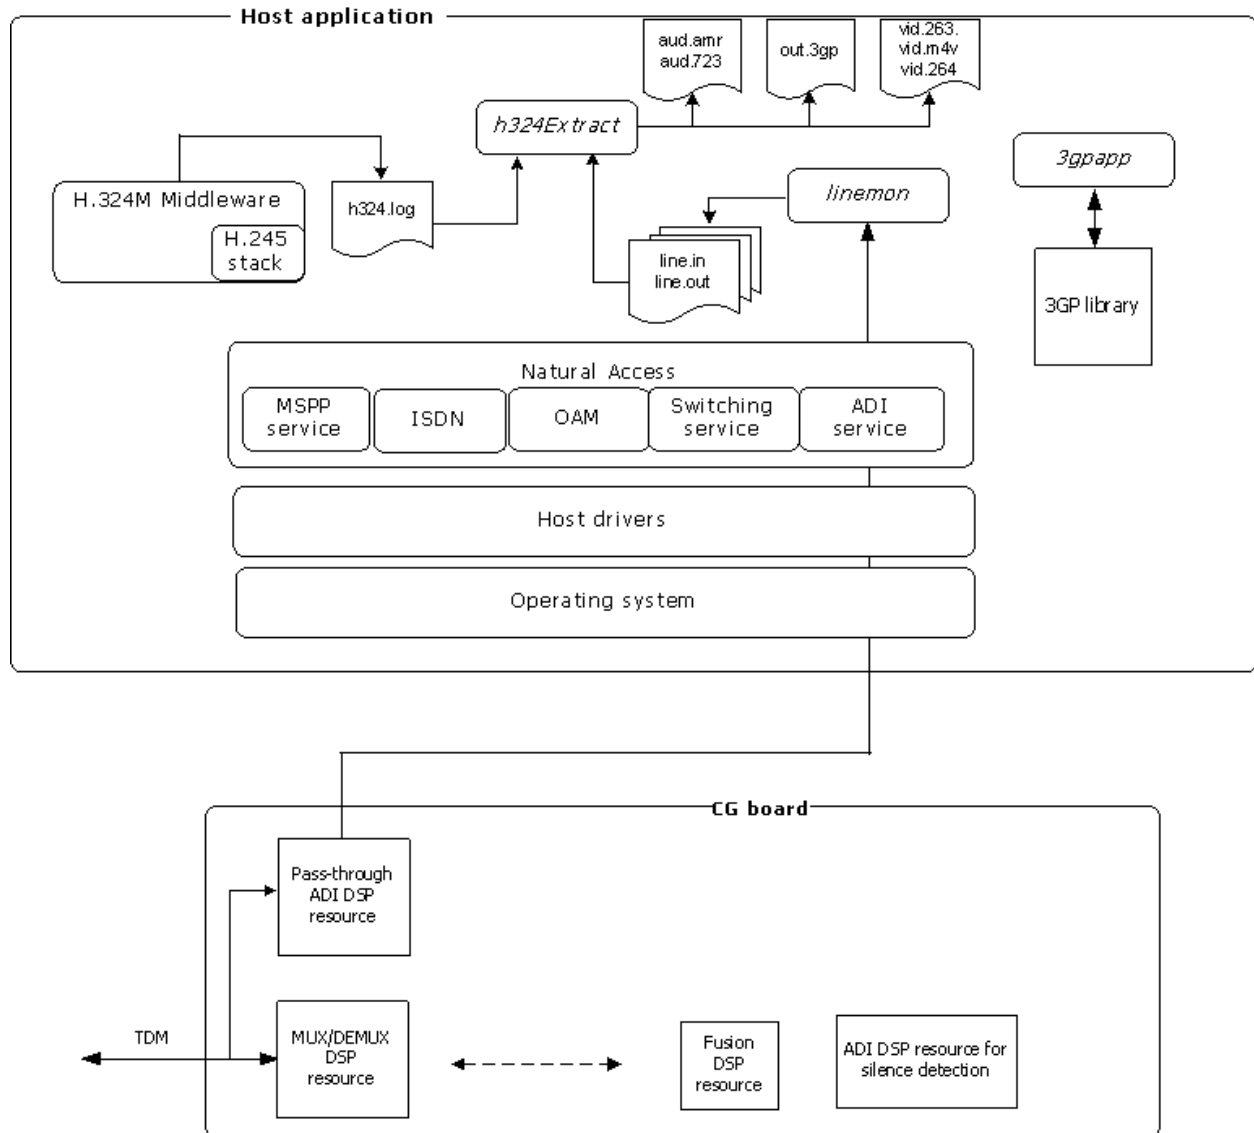 Host application
aud.amr
aud.723
out.3gp
vid.263.
vid.m4v
vid.264
h324Extract
3gpapp
H.324M Middleware
H.245
stack
h324.log
linemon
line.in
line.out
3GP library
Natural Access
MSPP
service
ISDN
OAM
Switching
service
ADI
service
Host drivers
Operating system
CG board
Pass-through
ADI DSP
resource
TDM
MUX/DEMUX
DSP
resource
Fusion
DSP
resource
ADI DSP resource for
silence detection